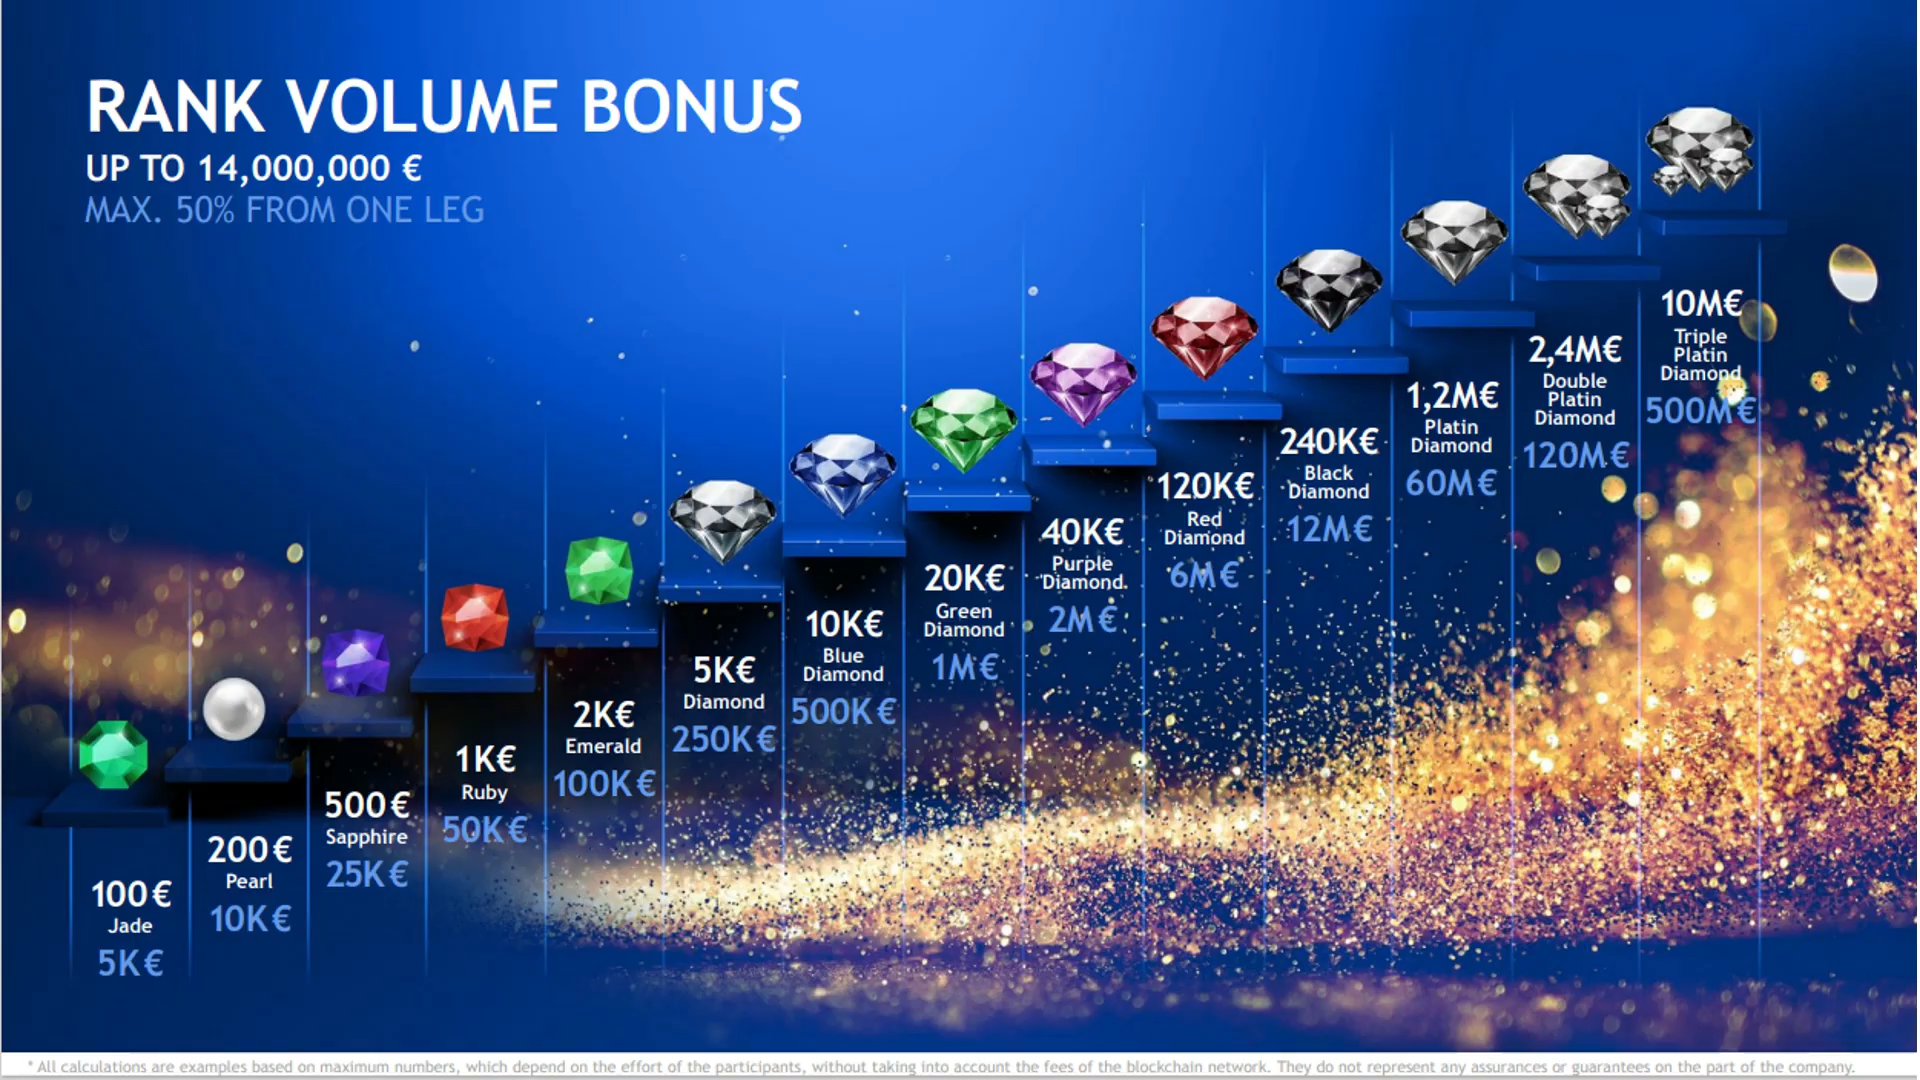 RANK VOLUME BONUS
UP TO 14,000,000 €
MAX. 50% FROM ONE LEG
100€
Jade
5K€
200€
Pearl
10K€
500€
Sapphire
25K€
1K€
Ruby
50K€
2K€
Emerald
100K€
5K€
Diamond
250K€
10K€
Blue
Diamond
500K€
20K€
Green
Diamond
1M€
40K€
Purple
Diamond
2M€
120K€
Red
Diamond
6M€
240K€
Black
Diamond
12M€
1,2M€
Platin
Diamond
60M€
2,4M€
Double
Platin
Diamond
120M€
10M€
Triple
Platin
Diamond
500M€
* All calculations are examples based on maximum numbers, which depend on the effort of the participants, without taking into account the fees of the blockchain network. They do not represent any assurances or guarantees on the part of the company.